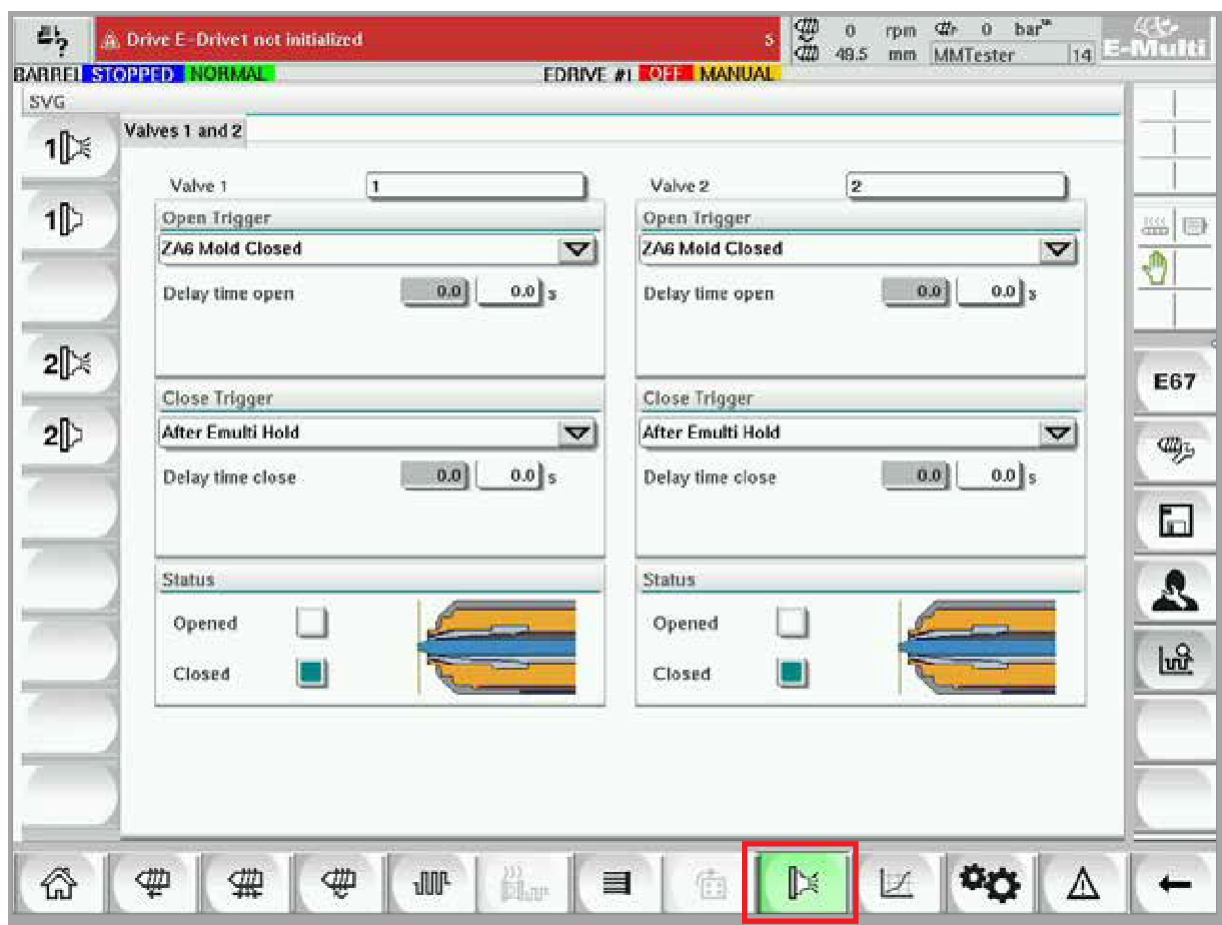 Drive E-Drive1 not initialized 5
0 rpm 0 bar
49.5 mm MMTester 14
E-Multi
BARREL STOPPED NORMAL EDRIVE #1 OFF MANUAL
SVG
Valves 1 and 2
1
1
2
2
Valve 1 1
Open Trigger
ZA6 Mold Closed
Delay time open 0.0 0.0 s
Close Trigger
After Emulti Hold
Delay time close 0.0 0.0 s
Status
Opened
Closed
Valve 2 2
Open Trigger
ZA6 Mold Closed
Delay time open 0.0 0.0 s
Close Trigger
After Emulti Hold
Delay time close 0.0 0.0 s
Status
Opened
Closed
E67